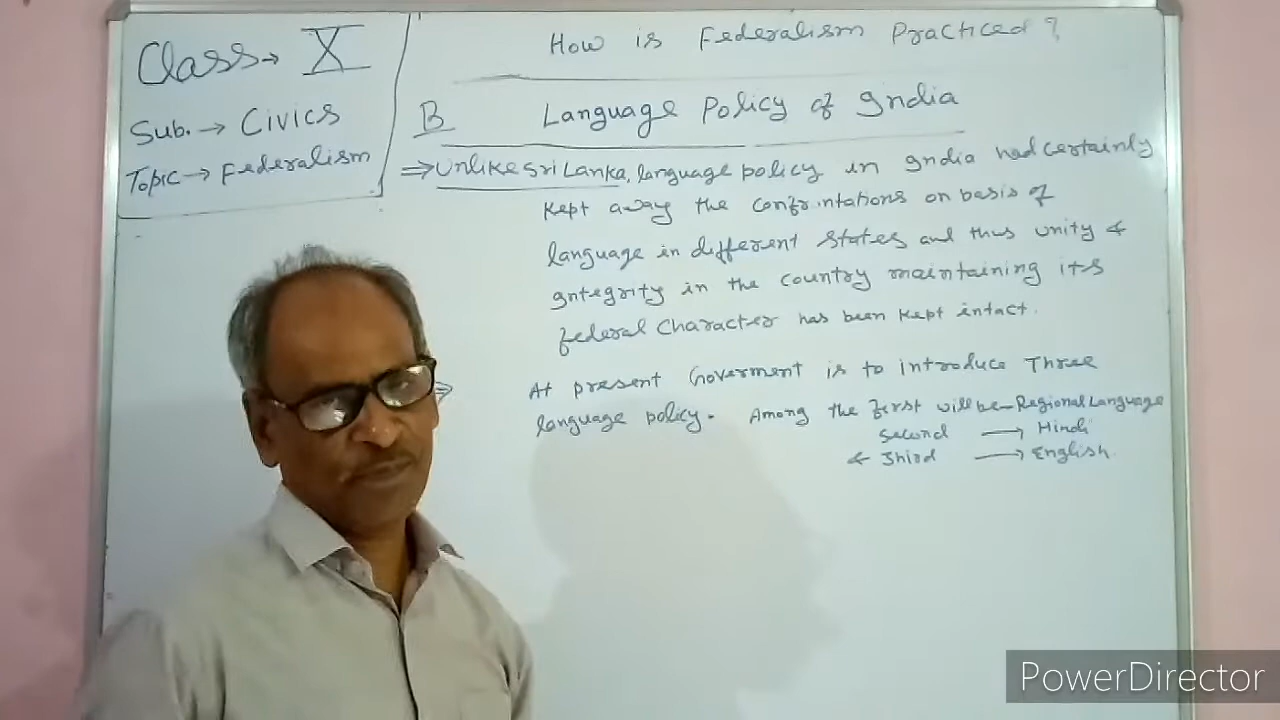 Class → X
Sub. → Civics
Topic → Federalism
How is Federalism Practiced?
B Language Policy of India
⇒ Unlike Sri Lanka, language policy in India had certainly
Kept away the confrintations on basis of
language in different states and thus unity &
Integrity in the country maintaining its
federal Character has been kept intact.
⇒ At present Goverment is to introduce Three
language policy. Among the first will be → Regional Language
Second → Hindi
& Third → English.
PowerDirector